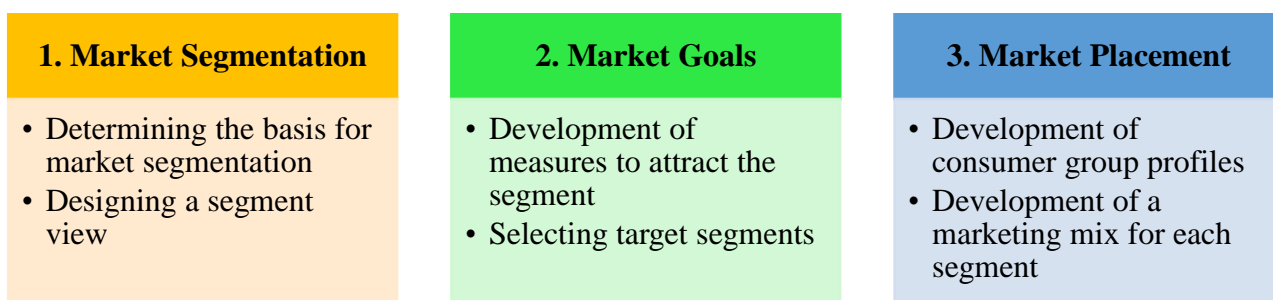 1. Market Segmentation
• Determining the basis for
market segmentation
• Designing a segment
view
2. Market Goals
• Development of
measures to attract the
segment
• Selecting target segments
3. Market Placement
• Development of
consumer group profiles
• Development of a
marketing mix for each
segment